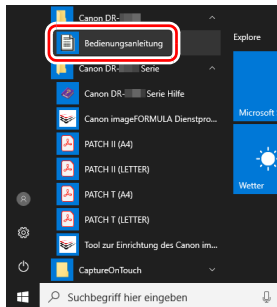 Canon DR-
Bedienungsanleitung
Explore
Canon DR- Serie
Canon DR- Serie Hilfe
Canon imageFORMULA Dienstpro...
Microsoft
PATCH II (A4)
PATCH II (LETTER)
PATCH T (A4)
Wetter
PATCH T (LETTER)
Tool zur Einrichtung des Canon im...
CaptureOnTouch
Suchbegriff hier eingeben